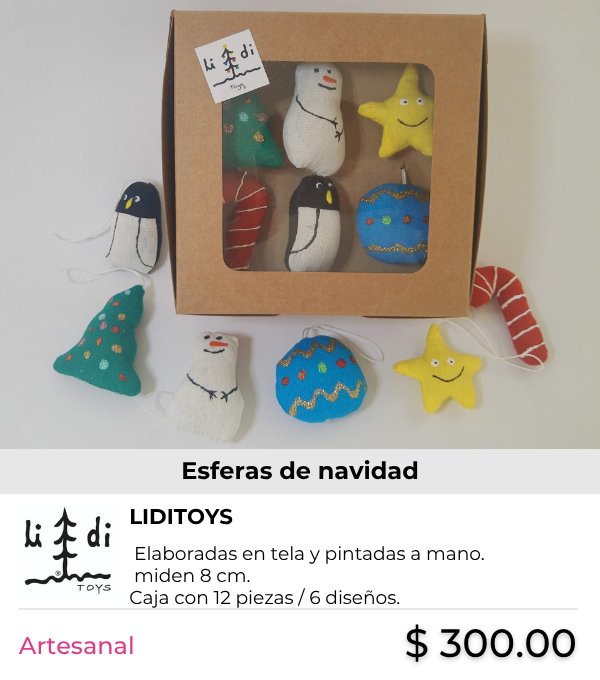 li di
Toys
Esferas de navidad
LIDITOYS
li di
TOYS
Elaboradas en tela y pintadas a mano.
miden 8 cm.
Caja con 12 piezas / 6 diseños.
Artesanal
$ 300.00